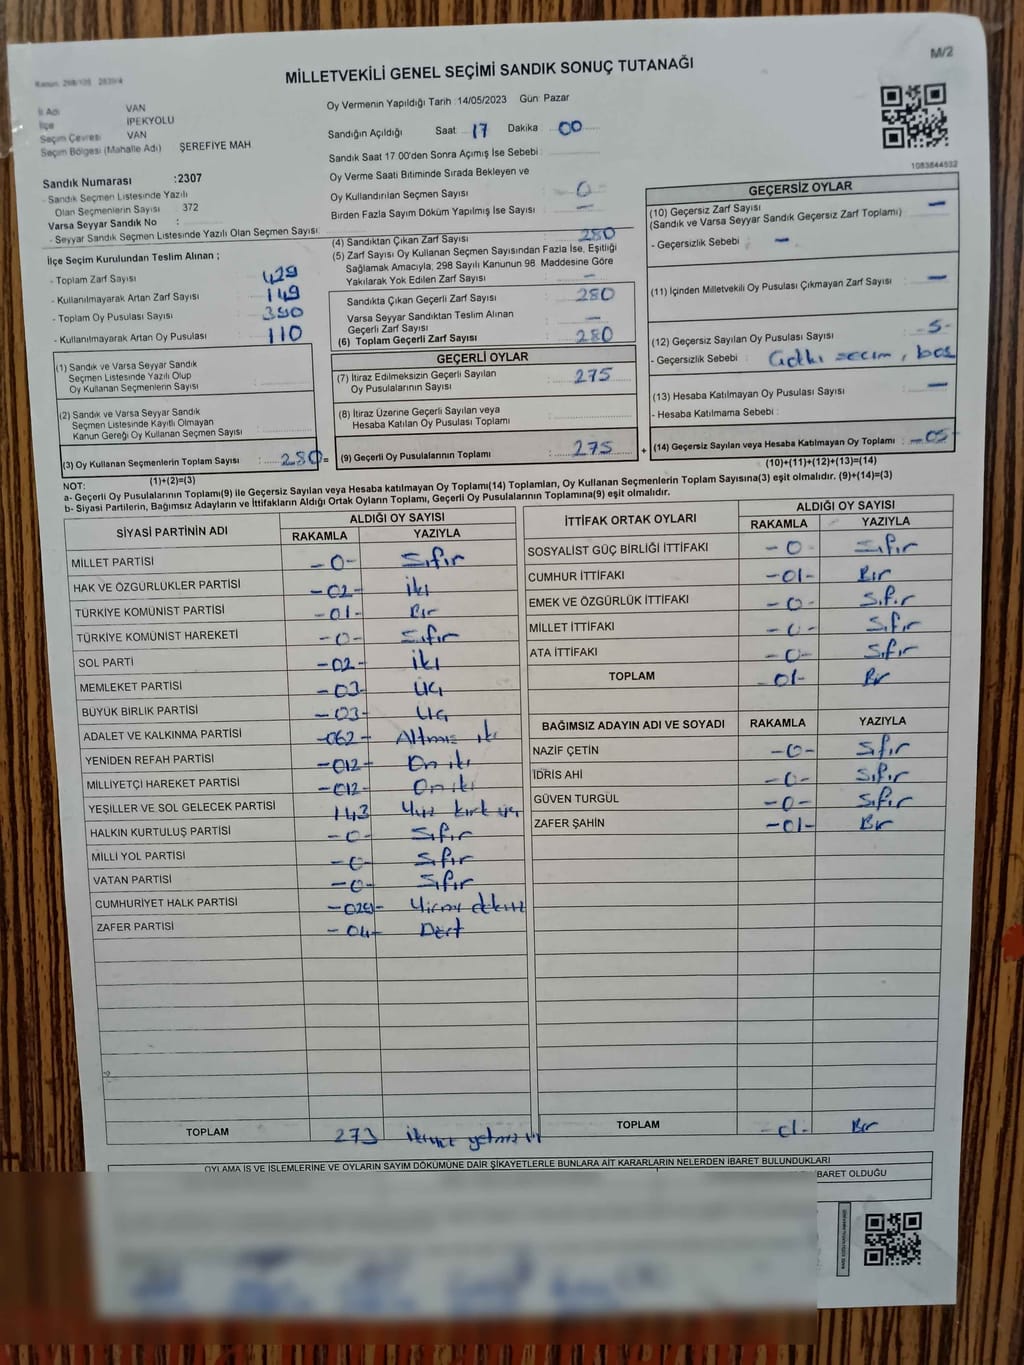 Kanun: 298/105 2839/4
MİLLETVEKİLİ GENEL SEÇİMİ SANDIK SONUÇ TUTANAĞI
M/2
İl Adı VAN
İlçe İPEKYOLU
Seçim Çevresi VAN
Seçim Bölgesi (Mahalle Adı) ŞEREFİYE MAH
Oy Vermenin Yapıldığı Tarih :14/05/2023 Gün: Pazar
Sandığın Açıldığı Saat 17 Dakika 00
Sandık Saat 17:00'den Sonra Açımış İse Sebebi :
1083844532
Sandık Numarası :2307
- Sandık Seçmen Listesinde Yazılı
Olan Seçmenlerin Sayısı : 372
Varsa Seyyar Sandık No :
- Seyyar Sandık Seçmen Listesinde Yazılı Olan Seçmen Sayısı:
Oy Verme Saati Bitiminde Sırada Bekleyen ve
Oy Kullandırılan Seçmen Sayısı : 0
Birden Fazla Sayım Döküm Yapılmış İse Sayısı : -
İlçe Seçim Kurulundan Teslim Alınan ;
- Toplam Zarf Sayısı : 429
- Kullanılmayarak Artan Zarf Sayısı : 149
- Toplam Oy Pusulası Sayısı : 390
- Kullanılmayarak Artan Oy Pusulası : 110
(1) Sandık ve Varsa Seyyar Sandık
Seçmen Listesinde Yazılı Olup
Oy Kullanan Seçmenlerin Sayısı :
(2) Sandık ve Varsa Seyyar Sandık
Seçmen Listesinde Kayıtlı Olmayan
Kanun Gereği Oy Kullanan Seçmen Sayısı :
(3) Oy Kullanan Seçmenlerin Toplam Sayısı : 280 =
(1)+(2)=(3)
(4) Sandıktan Çıkan Zarf Sayısı : 280
(5) Zarf Sayısı Oy Kullanan Seçmen Sayısından Fazla İse, Eşitliği
Sağlamak Amacıyla, 298 Sayılı Kanunun 98. Maddesine Göre
Yakılarak Yok Edilen Zarf Sayısı : -
Sandıkta Çıkan Geçerli Zarf Sayısı : 280
Varsa Seyyar Sandıktan Teslim Alınan
Geçerli Zarf Sayısı : -
(6) Toplam Geçerli Zarf Sayısı : 280
GEÇERLİ OYLAR
(7) İtiraz Edilmeksizin Geçerli Sayılan
Oy Pusulalarının Sayısı : 275
(8) İtiraz Üzerine Geçerli Sayılan veya
Hesaba Katılan Oy Pusulası Toplamı :
(9) Geçerli Oy Pusulalarının Toplamı : 275 +
GEÇERSİZ OYLAR
(10) Geçersiz Zarf Sayısı : -
(Sandık ve Varsa Seyyar Sandık Geçersiz Zarf Toplamı)
- Geçersizlik Sebebi : -
(11) İçinden Milletvekili Oy Pusulası Çıkmayan Zarf Sayısı : -
(12) Geçersiz Sayılan Oy Pusulası Sayısı : -5-
- Geçersizlik Sebebi : seçim, boş
(13) Hesaba Katılmayan Oy Pusulası Sayısı : -
- Hesaba Katılmama Sebebi :
(14) Geçersiz Sayılan veya Hesaba Katılmayan Oy Toplamı : -05-
(10)+(11)+(12)+(13)=(14)
NOT:
a- Geçerli Oy Pusulalarının Toplamı(9) ile Geçersiz Sayılan veya Hesaba katılmayan Oy Toplamı(14) Toplamları, Oy Kullanan Seçmenlerin Toplam Sayısına(3) eşit olmalıdır. (9)+(14)=(3)
b- Siyasi Partilerin, Bağımsız Adayların ve İttifakların Aldığı Ortak Oyların Toplamı, Geçerli Oy Pusulalarının Toplamına(9) eşit olmalıdır.
SİYASİ PARTİNİN ADI ALDIĞI OY SAYISI
RAKAMLA YAZIYLA
MİLLET PARTİSİ -0- Sıfır
HAK VE ÖZGÜRLÜKLER PARTİSİ -02- İki
TÜRKİYE KOMÜNİST PARTİSİ -01- Bir
TÜRKİYE KOMÜNİST HAREKETİ -0- Sıfır
SOL PARTİ -02- İki
MEMLEKET PARTİSİ -03- Üç
BÜYÜK BİRLİK PARTİSİ -03- Üç
ADALET VE KALKINMA PARTİSİ -062- Altmış iki
YENİDEN REFAH PARTİSİ -012- On iki
MİLLİYETÇİ HAREKET PARTİSİ -012- On iki
YEŞİLLER VE SOL GELECEK PARTİSİ 143 Yüz kırk üç
HALKIN KURTULUŞ PARTİSİ -0- Sıfır
MİLLİ YOL PARTİSİ -0- Sıfır
VATAN PARTİSİ -0- Sıfır
CUMHURİYET HALK PARTİSİ -029- Yirmi dokuz
ZAFER PARTİSİ -04- Dört
TOPLAM 273 İkiyüz yetmiş üç
İTTİFAK ORTAK OYLARI ALDIĞI OY SAYISI
RAKAMLA YAZIYLA
SOSYALİST GÜÇ BİRLİĞİ İTTİFAKI -0- Sıfır
CUMHUR İTTİFAKI -01- Bir
EMEK VE ÖZGÜRLÜK İTTİFAKI -0- Sıfır
MİLLET İTTİFAKI -0- Sıfır
ATA İTTİFAKI -0- Sıfır
TOPLAM -01- Bir
BAĞIMSIZ ADAYIN ADI VE SOYADI RAKAMLA YAZIYLA
NAZİF ÇETİN -0- Sıfır
İDRİS AHİ -0- Sıfır
GÜVEN TURGÜL -0- Sıfır
ZAFER ŞAHİN -01- Bir
TOPLAM -01- Bir
OYLAMA İŞ VE İŞLEMLERİNE VE OYLARIN SAYIM DÖKÜMÜNE DAİR ŞİKAYETLERLE BUNLARA AİT KARARLARIN NELERDEN İBARET BULUNDUKLARI
İBARET OLDUĞU